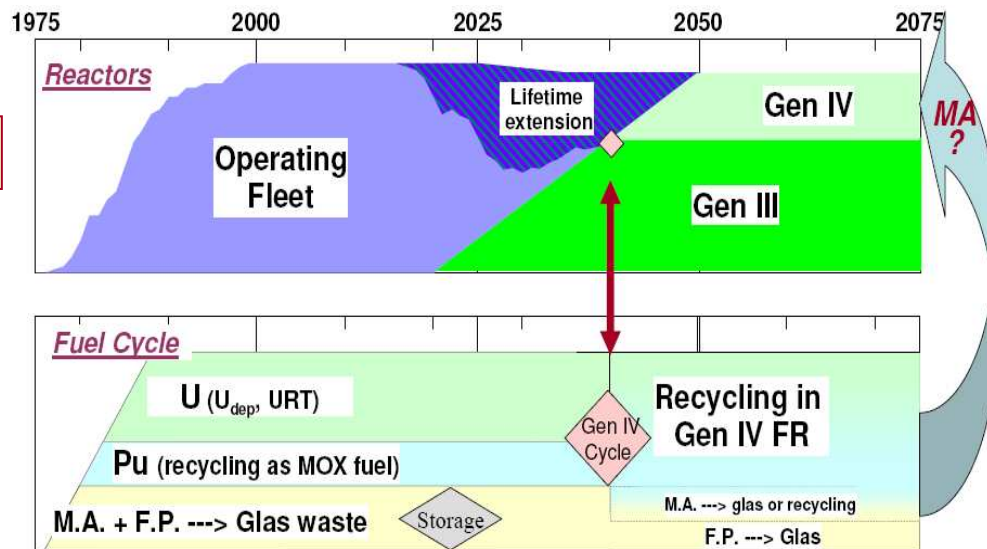 1975 2000 2025 2050 2075
Reactors
Lifetime
extension
Gen IV
MA
?
Operating
Fleet
Gen III
Fuel Cycle
U (Udep, URT)
Recycling in
Gen IV FR
Gen IV
Cycle
Pu (recycling as MOX fuel)
M.A. ---> glas or recycling
M.A. + F.P. ---> Glas waste
Storage
F.P. ---> Glas